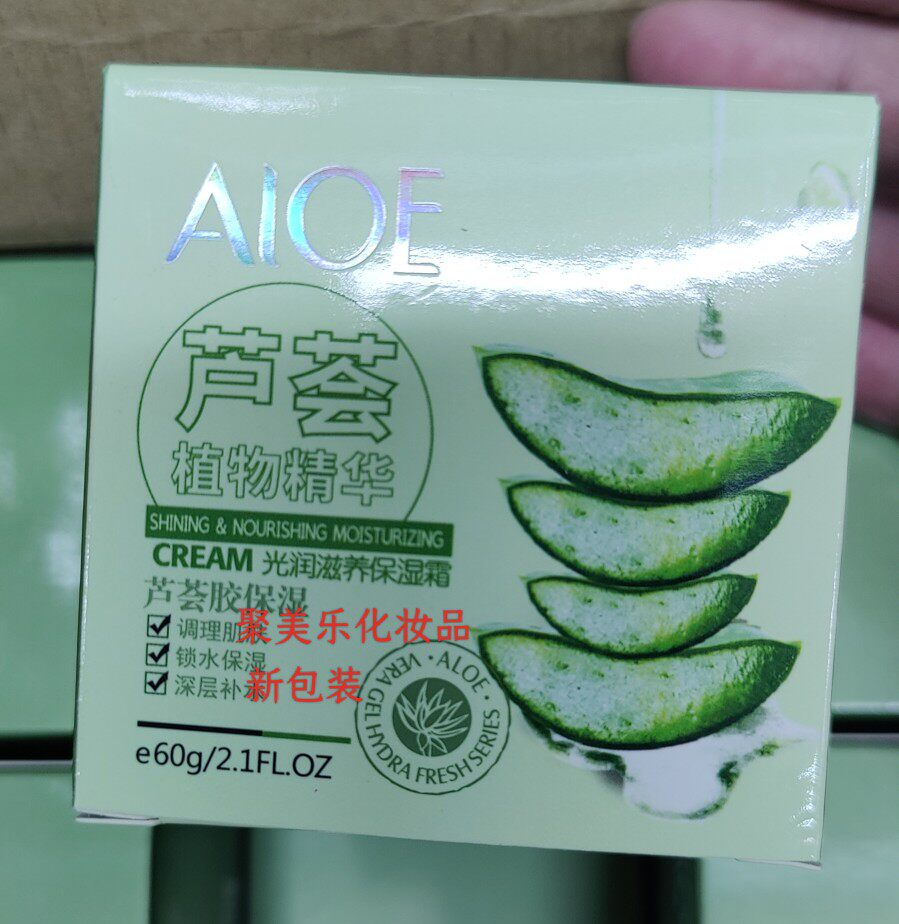 AIOE
芦荟
植物精华
SHINING & NOURISHING MOISTURIZING
CREAM 光润滋养保湿霜
芦荟胶保湿
调理肌
聚美乐化妆品
锁水保湿
深层补水
新包装
e60g/2.1FL.OZ
ALOE · VERA GEL HYDRA FRESH SERIES ·